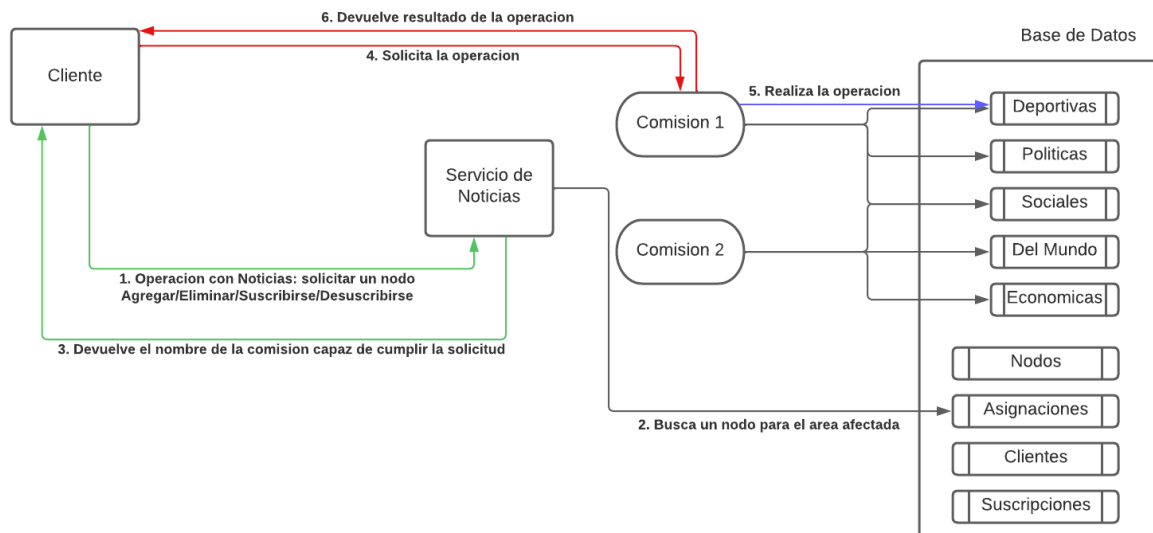 6. Devuelve resultado de la operacion
4. Solicita la operacion
Base de Datos
Cliente
5. Realiza la operacion
Comision 1
Deportivas
Politicas
Servicio de
Noticias
Sociales
Comision 2
Del Mundo
1. Operacion con Noticias: solicitar un nodo
Agregar/Eliminar/Suscribirse/Desuscribirse
Economicas
3. Devuelve el nombre de la comision capaz de cumplir la solicitud
Nodos
Asignaciones
2. Busca un nodo para el area afectada
Clientes
Suscripciones